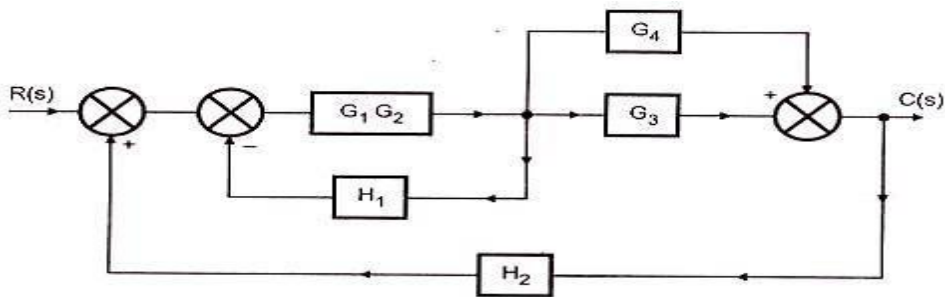 G₄
R(s)
+
C(s)
G₁ G₂
G₃
+
−
H₁
H₂